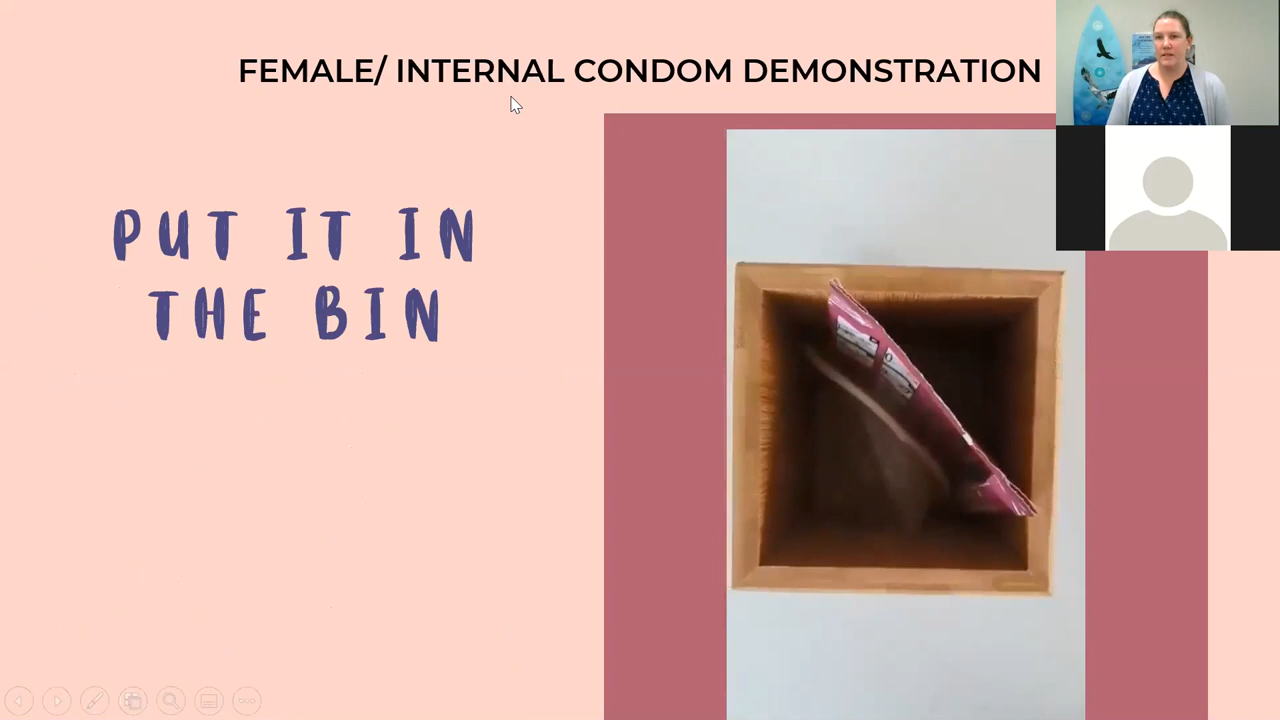 FEMALE/ INTERNAL CONDOM DEMONSTRATION
PUT IT IN
THE BIN